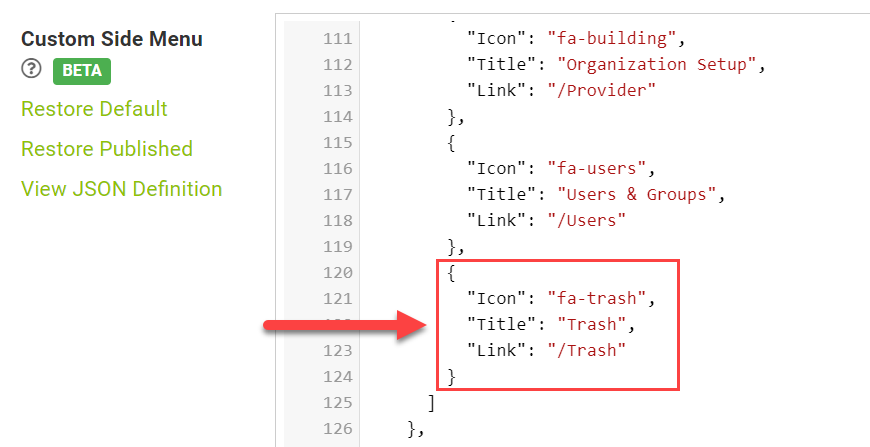 Custom Side Menu
? BETA
Restore Default
Restore Published
View JSON Definition
111 "Icon": "fa-building",
112 "Title": "Organization Setup",
113 "Link": "/Provider"
114 },
115 {
116 "Icon": "fa-users",
117 "Title": "Users & Groups",
118 "Link": "/Users"
119 },
120 {
121 "Icon": "fa-trash",
"Title": "Trash",
123 "Link": "/Trash"
124 }
125 ]
126 },